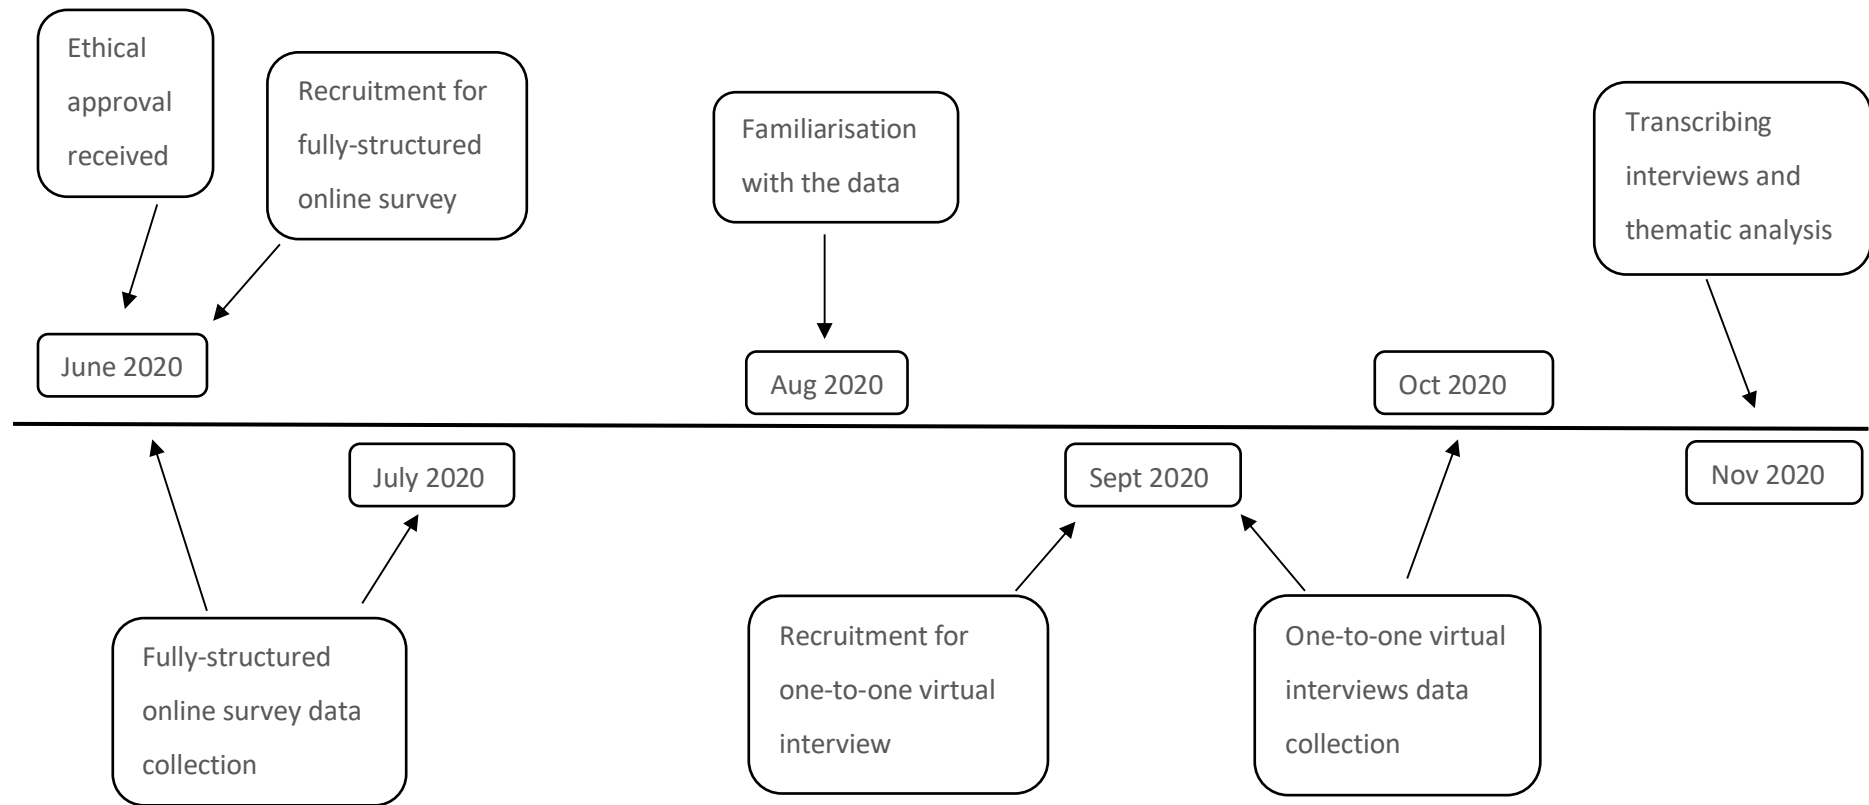 Ethical
approval
received
Recruitment for
fully-structured
online survey
Familiarisation
with the data
Transcribing
interviews and
thematic analysis
June 2020
Aug 2020
Oct 2020
July 2020
Sept 2020
Nov 2020
Fully-structured
online survey data
collection
Recruitment for
one-to-one virtual
interview
One-to-one virtual
interviews data
collection